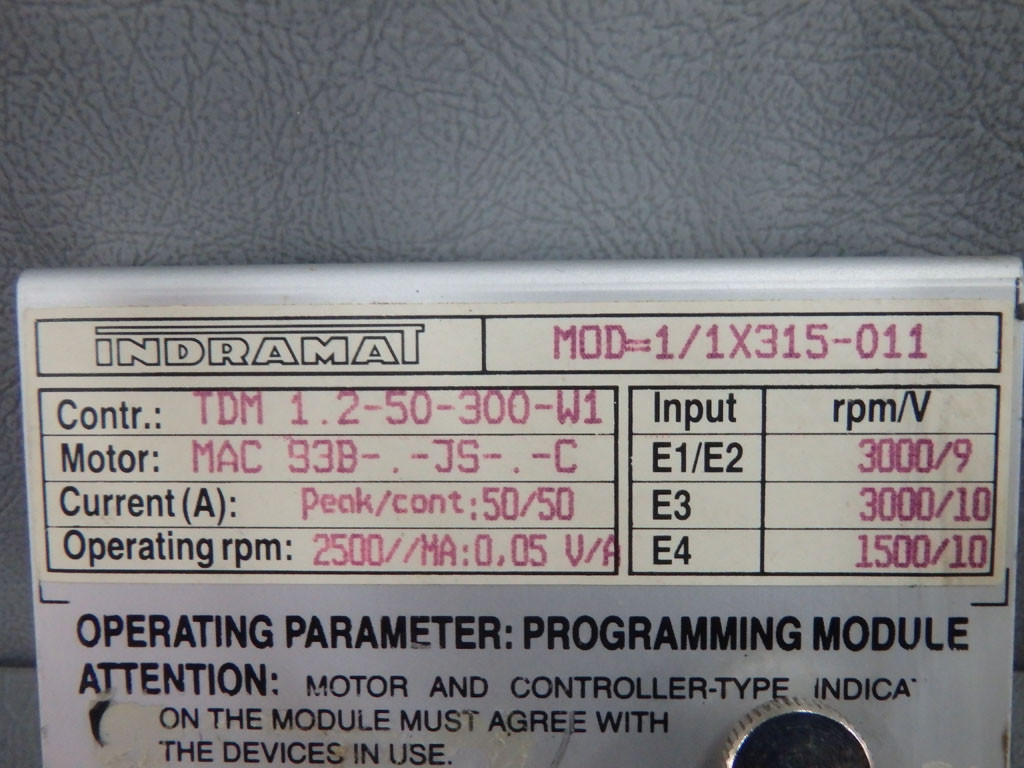 INDRAMAT MOD=1/1X315-011
Contr.: TDM 1.2-50-300-W1
Motor: MAC 93B-.-JS-.-C
Current (A): Peak/cont:50/50
Operating rpm: 2500//MA:0,05 V/A
Input rpm/V
E1/E2 3000/9
E3 3000/10
E4 1500/10
OPERATING PARAMETER: PROGRAMMING MODULE
ATTENTION: MOTOR AND CONTROLLER-TYPE INDICA
ON THE MODULE MUST AGREE WITH
THE DEVICES IN USE.